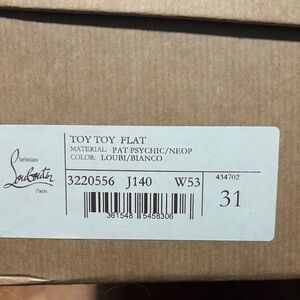 Christian
Louboutin
Paris
TOY TOY FLAT
MATERIAL PAT PSYCHIC/NEOP
COLOR LOUBI/BIANCO
3220556 J140 W53
434702
31
361548 5458306